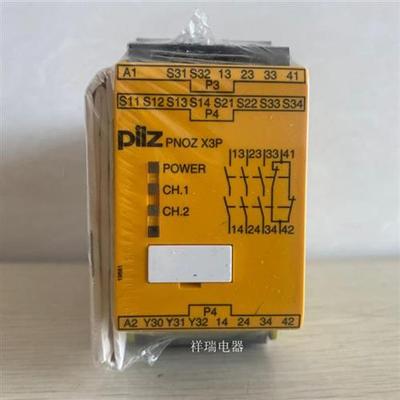 A1 S31 S32 13 23 33 41
P3
S11 S12 S13 S14 S21 S22 S33 S34
P4
pilz PNOZ X3P
POWER
CH.1
CH.2
13 23 33 41
14 24 34 42
P4
A2 Y30 Y31 Y32 14 24 34 42
祥瑞电器